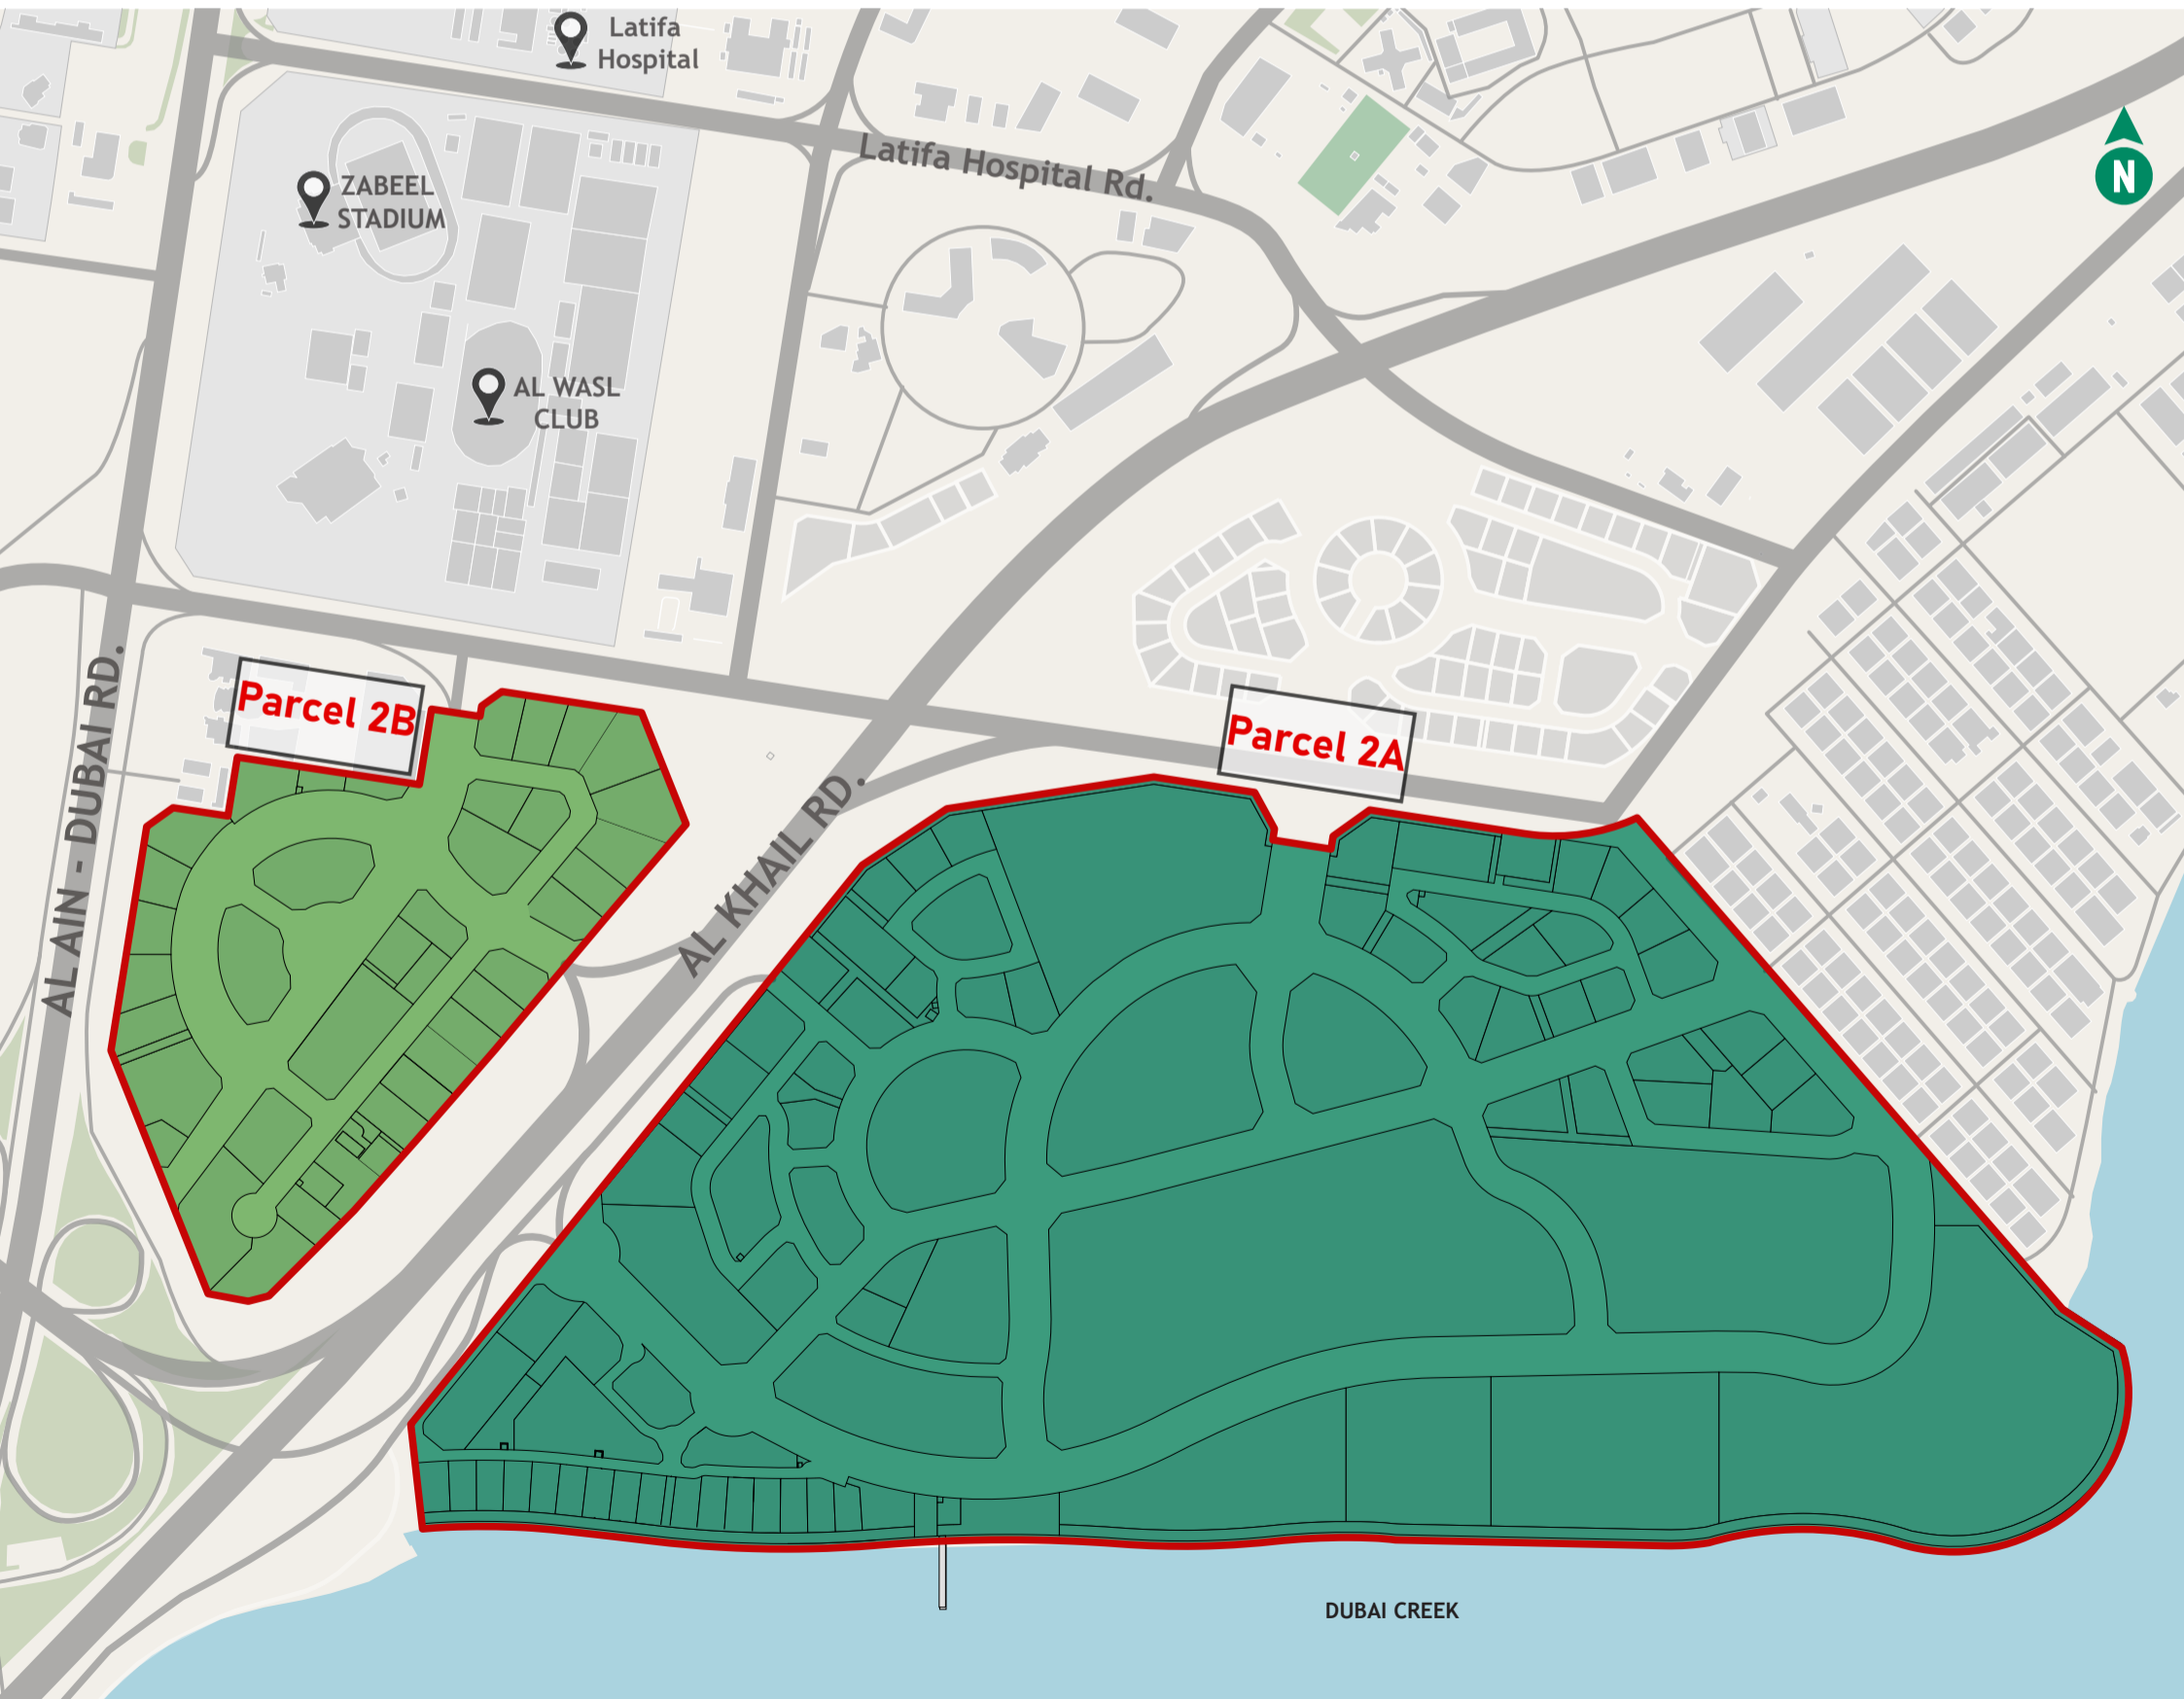 Latifa
Hospital
Latifa Hospital Rd.
N
ZABEEL
STADIUM
AL WASL
CLUB
AL AIN - DUBAI RD.
Parcel 2B
Parcel 2A
AL KHAIL RD.
DUBAI CREEK